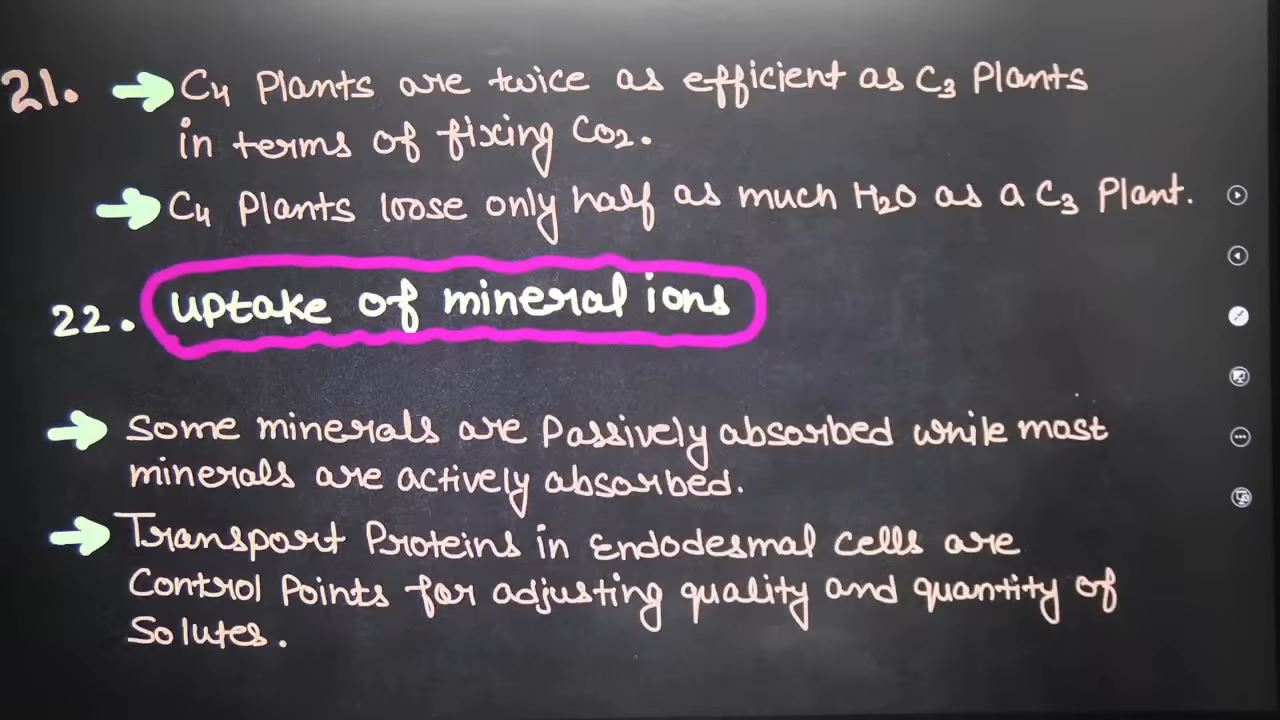 21. → C4 Plants are twice as efficient as C3 Plants
in terms of fixing CO2.
→ C4 Plants loose only half as much H2O as a C3 Plant.
22. uptake of mineral ions
→ Some minerals are Passively absorbed while most
minerals are actively absorbed.
→ Transport Proteins in Endodesmal cells are
Control Points for adjusting quality and quantity of
Solutes.